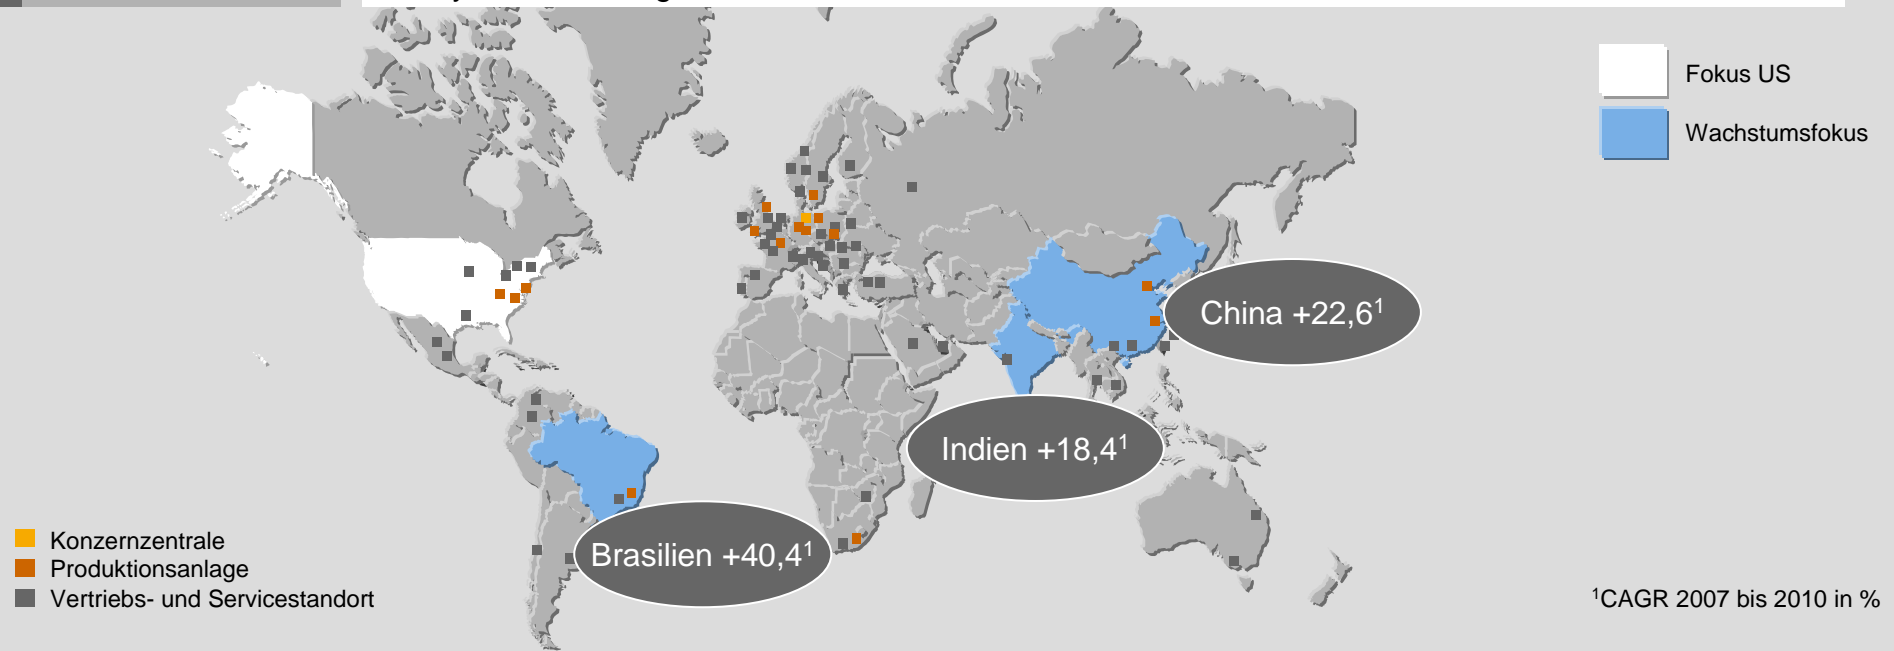 Fokus US
Wachstumsfokus
China +22,6¹
Indien +18,4¹
Brasilien +40,4¹
Konzernzentrale
Produktionsanlage
Vertriebs- und Servicestandort
¹CAGR 2007 bis 2010 in %